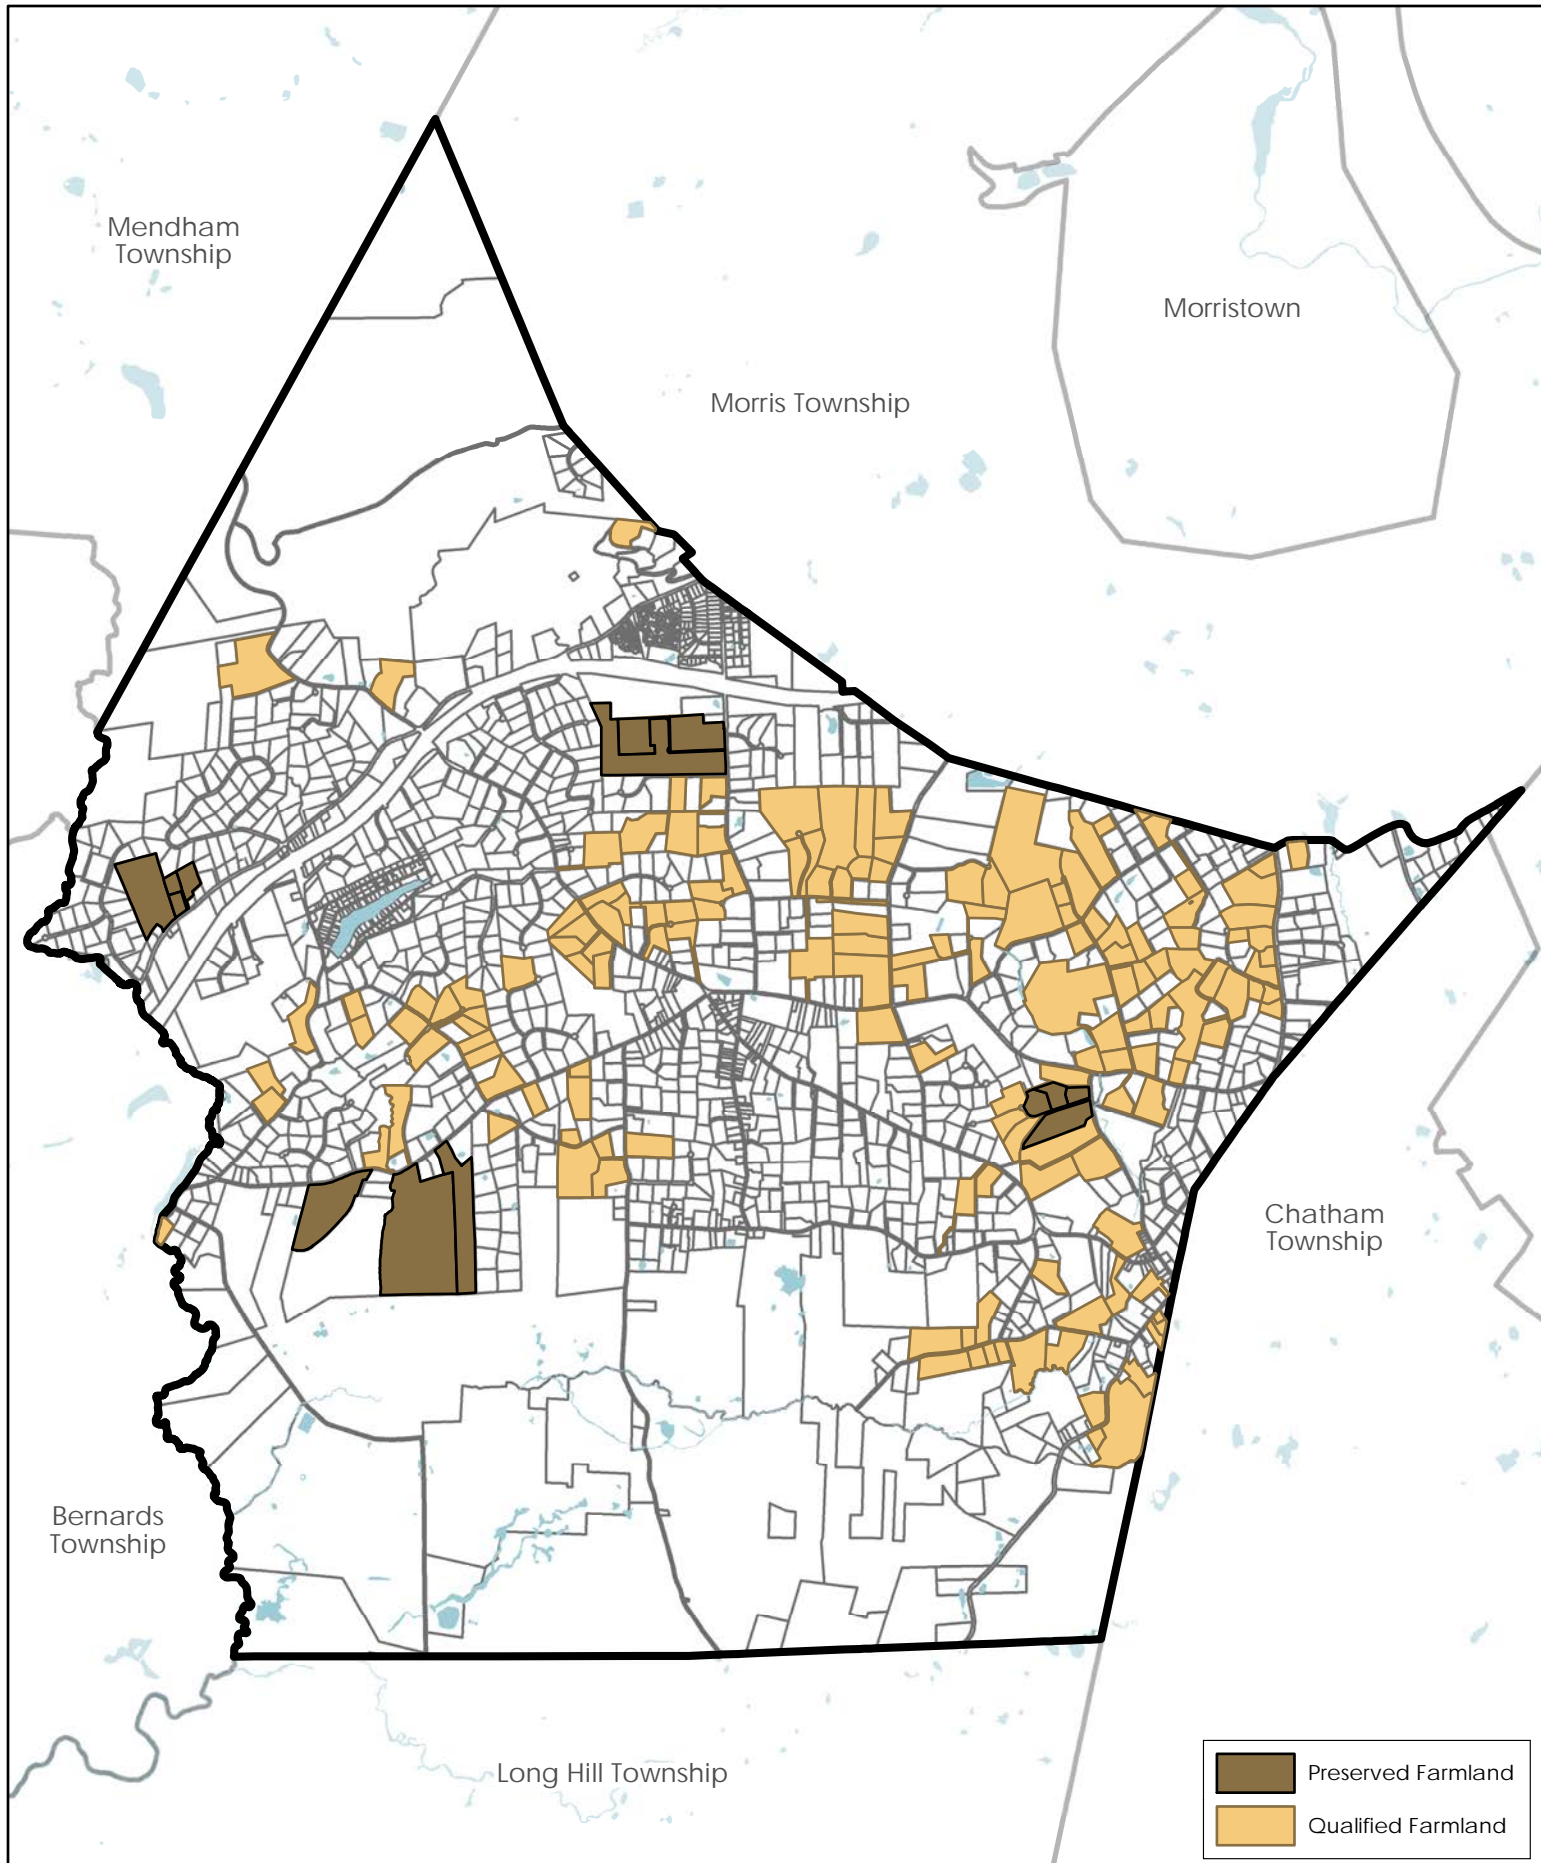 Mendham
Township
Morristown
Morris Township
Chatham
Township
Bernards
Township
Long Hill Township
Preserved Farmland
Qualified Farmland